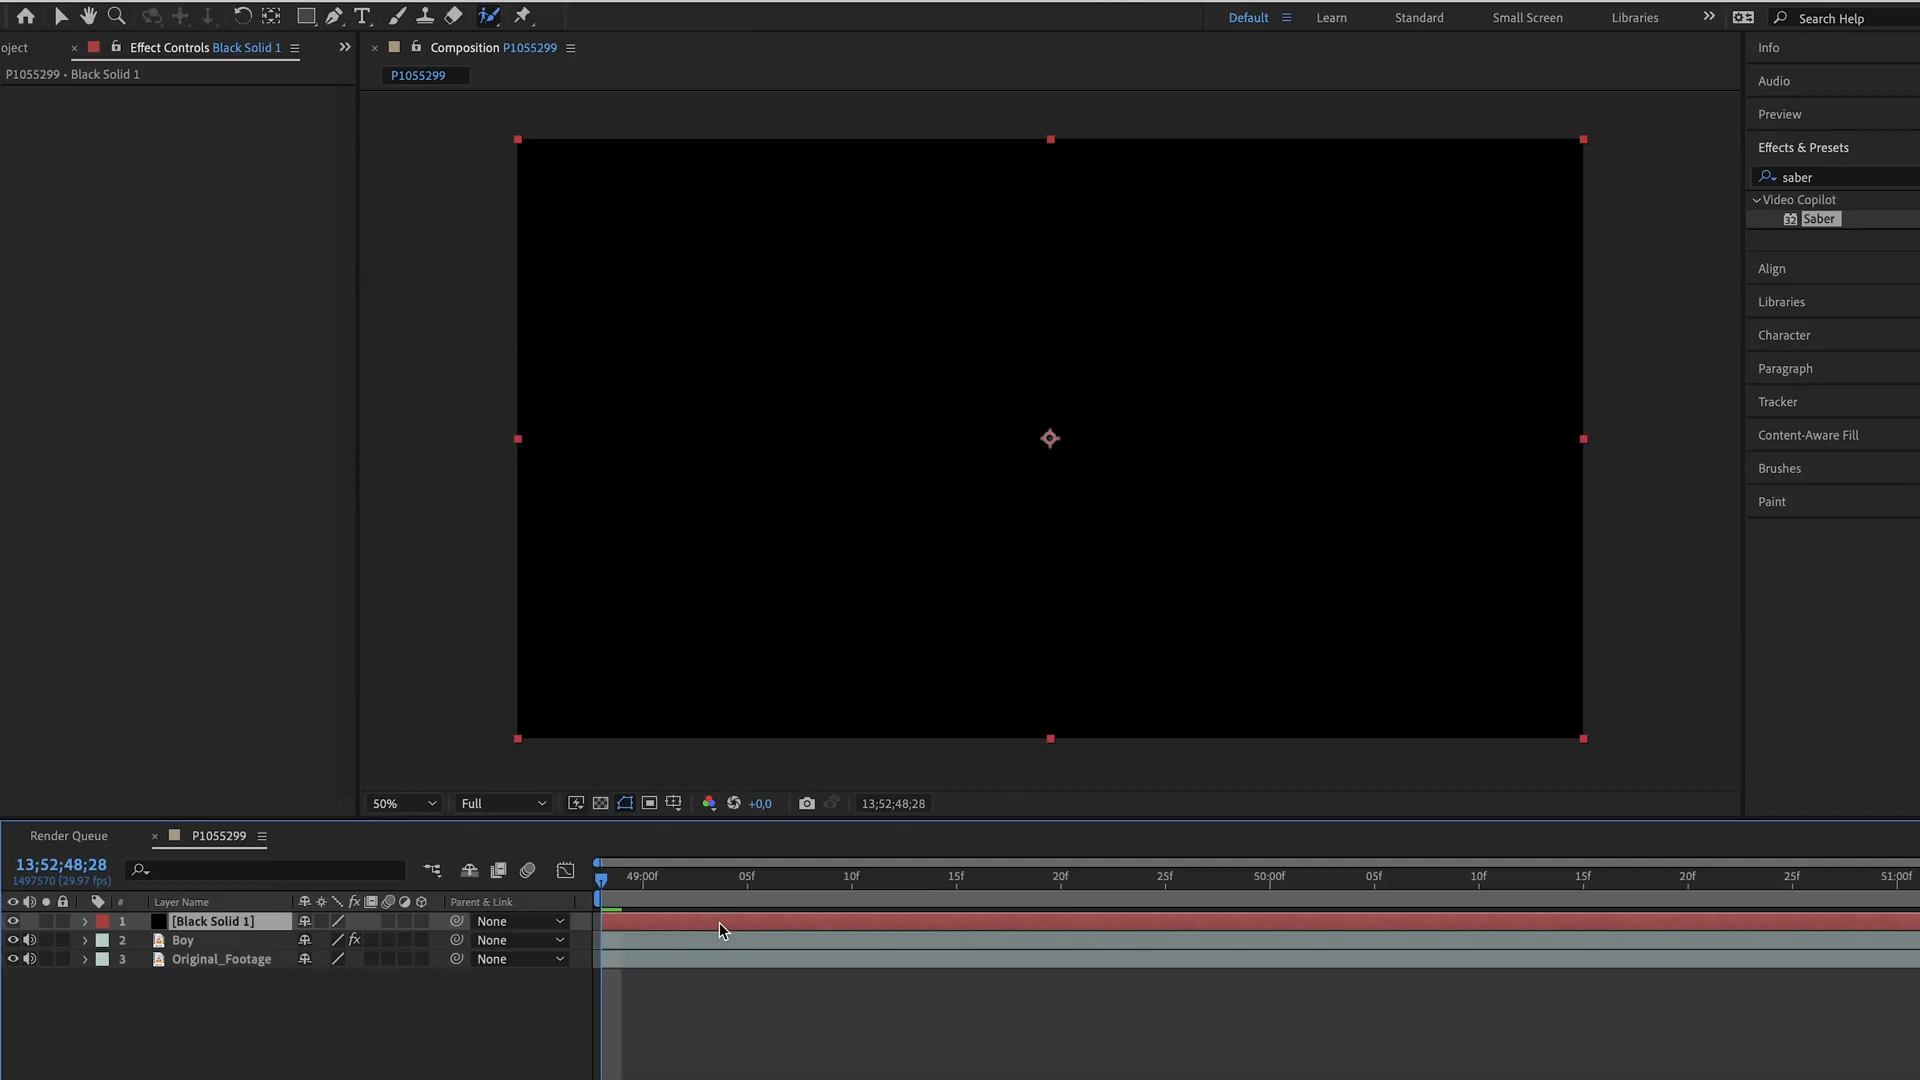 Default
Learn
Standard
Small Screen
Libraries
Search Help
oject
Effect Controls Black Solid 1
Composition P1055299
P1055299 • Black Solid 1
P1055299
Info
Audio
Preview
Effects & Presets
saber
Video Copilot
32 Saber
Align
Libraries
Character
Paragraph
Tracker
Content-Aware Fill
Brushes
Paint
50%
Full
+0,0
13;52;48;28
Render Queue
P1055299
13;52;48;28
1497570 (29.97 fps)
49:00f 05f 10f 15f 20f 25f 50:00f 05f 10f 15f 20f 25f 51:00f
# Layer Name fx Parent & Link
1 [Black Solid 1] None
2 Boy fx None
3 Original_Footage None